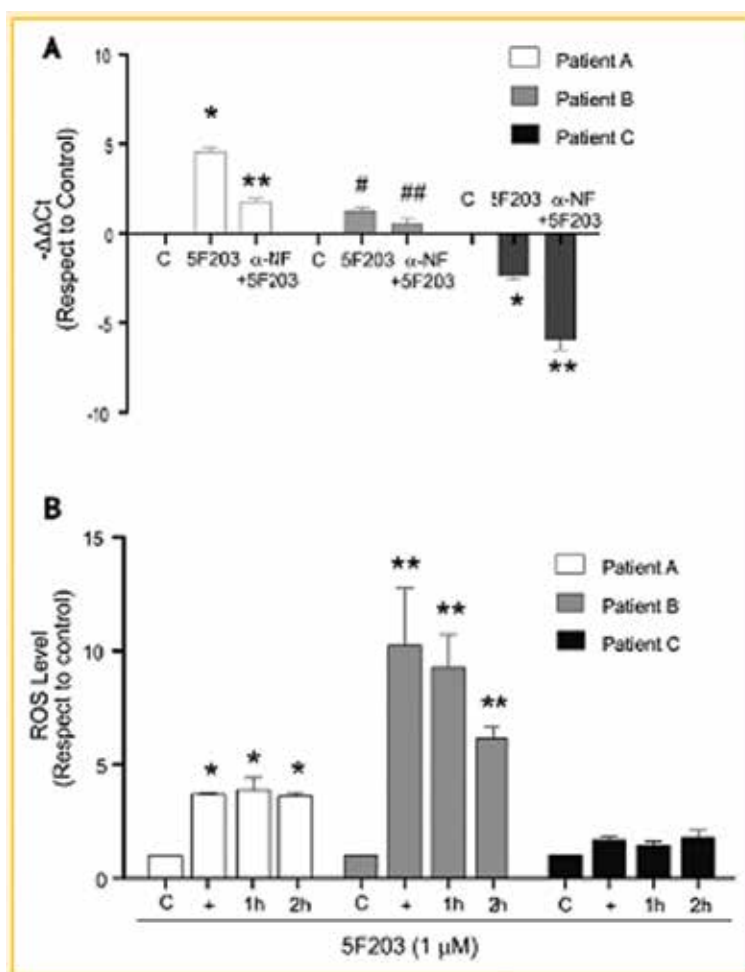 A
10
5
0
-5
-10
-ΔΔCt
(Respect to Control)
Patient A
Patient B
Patient C
*
**
#
##
C 5F203 α-NF
+5F203
C 5F203 α-NF
+5F203
C 5F203 α-NF
+5F203
*
**
B
15
10
5
0
ROS Level
(Respect to control)
Patient A
Patient B
Patient C
* * *
** ** **
C + 1h 2h C + 1h 2h C + 1h 2h
5F203 (1 μM)